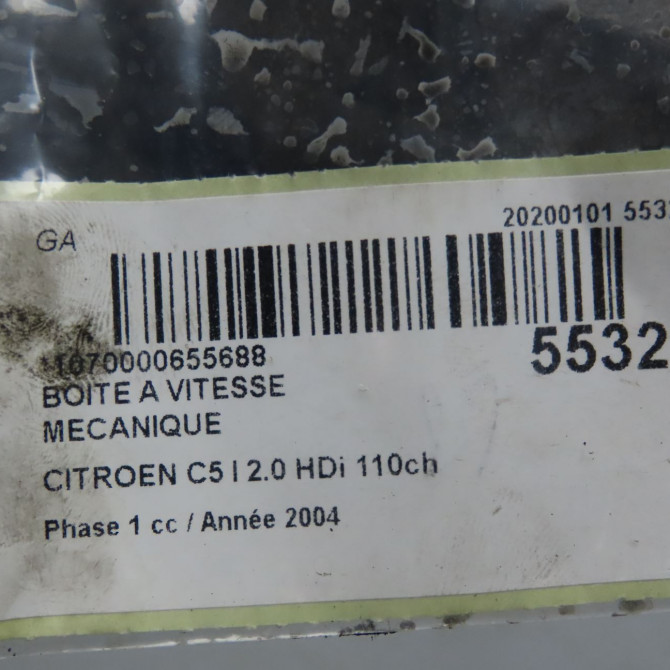 GA
20200101 553
1070000655688
5532
BOITE A VITESSE
MECANIQUE
CITROEN C5 I 2.0 HDi 110ch
Phase 1 cc / Année 2004